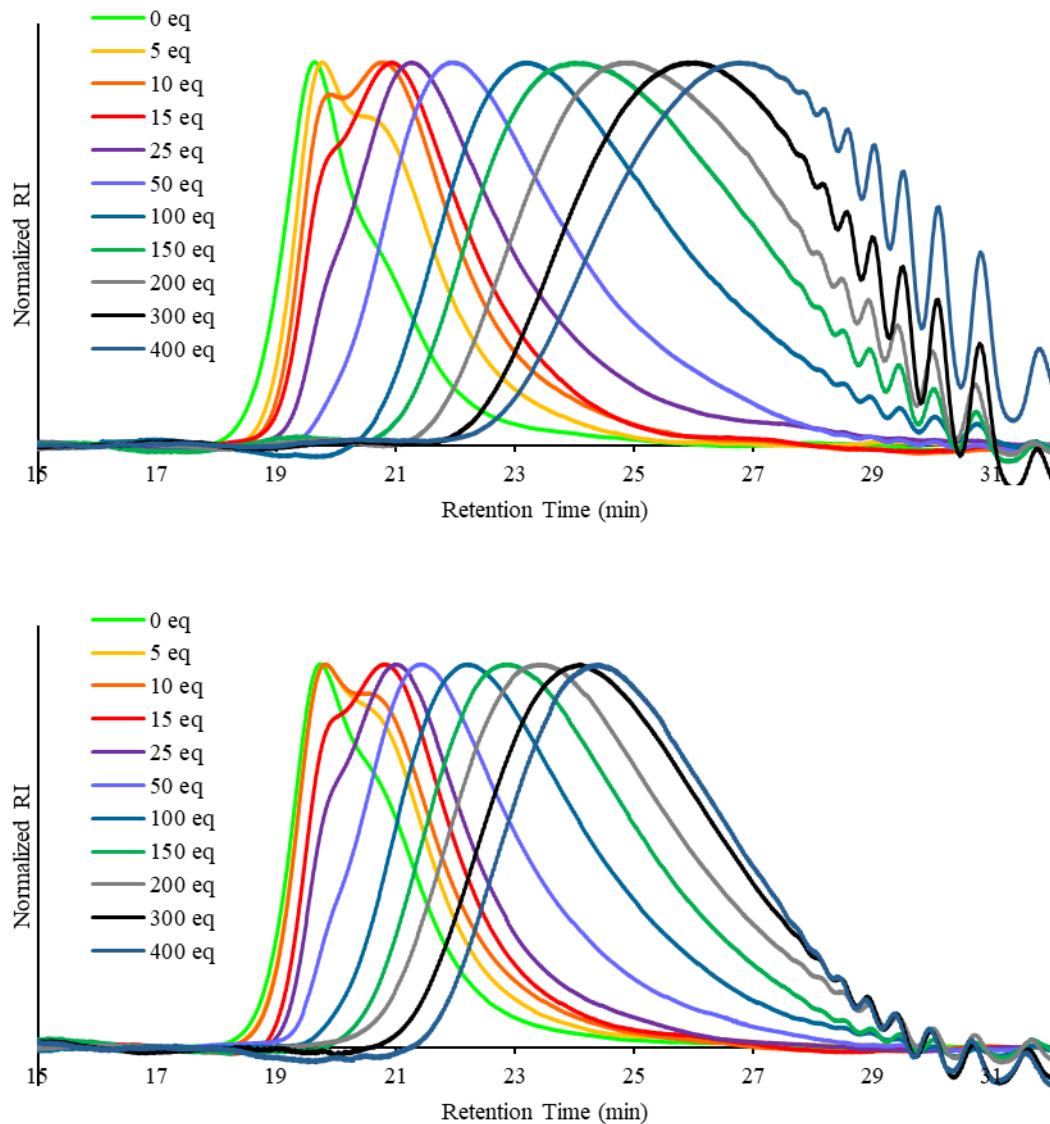 0 eq
5 eq
10 eq
15 eq
25 eq
50 eq
100 eq
150 eq
200 eq
300 eq
400 eq
Normalized RI
15 17 19 21 23 25 27 29 31
Retention Time (min)
0 eq
5 eq
10 eq
15 eq
25 eq
50 eq
100 eq
150 eq
200 eq
300 eq
400 eq
Normalized RI
15 17 19 21 23 25 27 29 31
Retention Time (min)